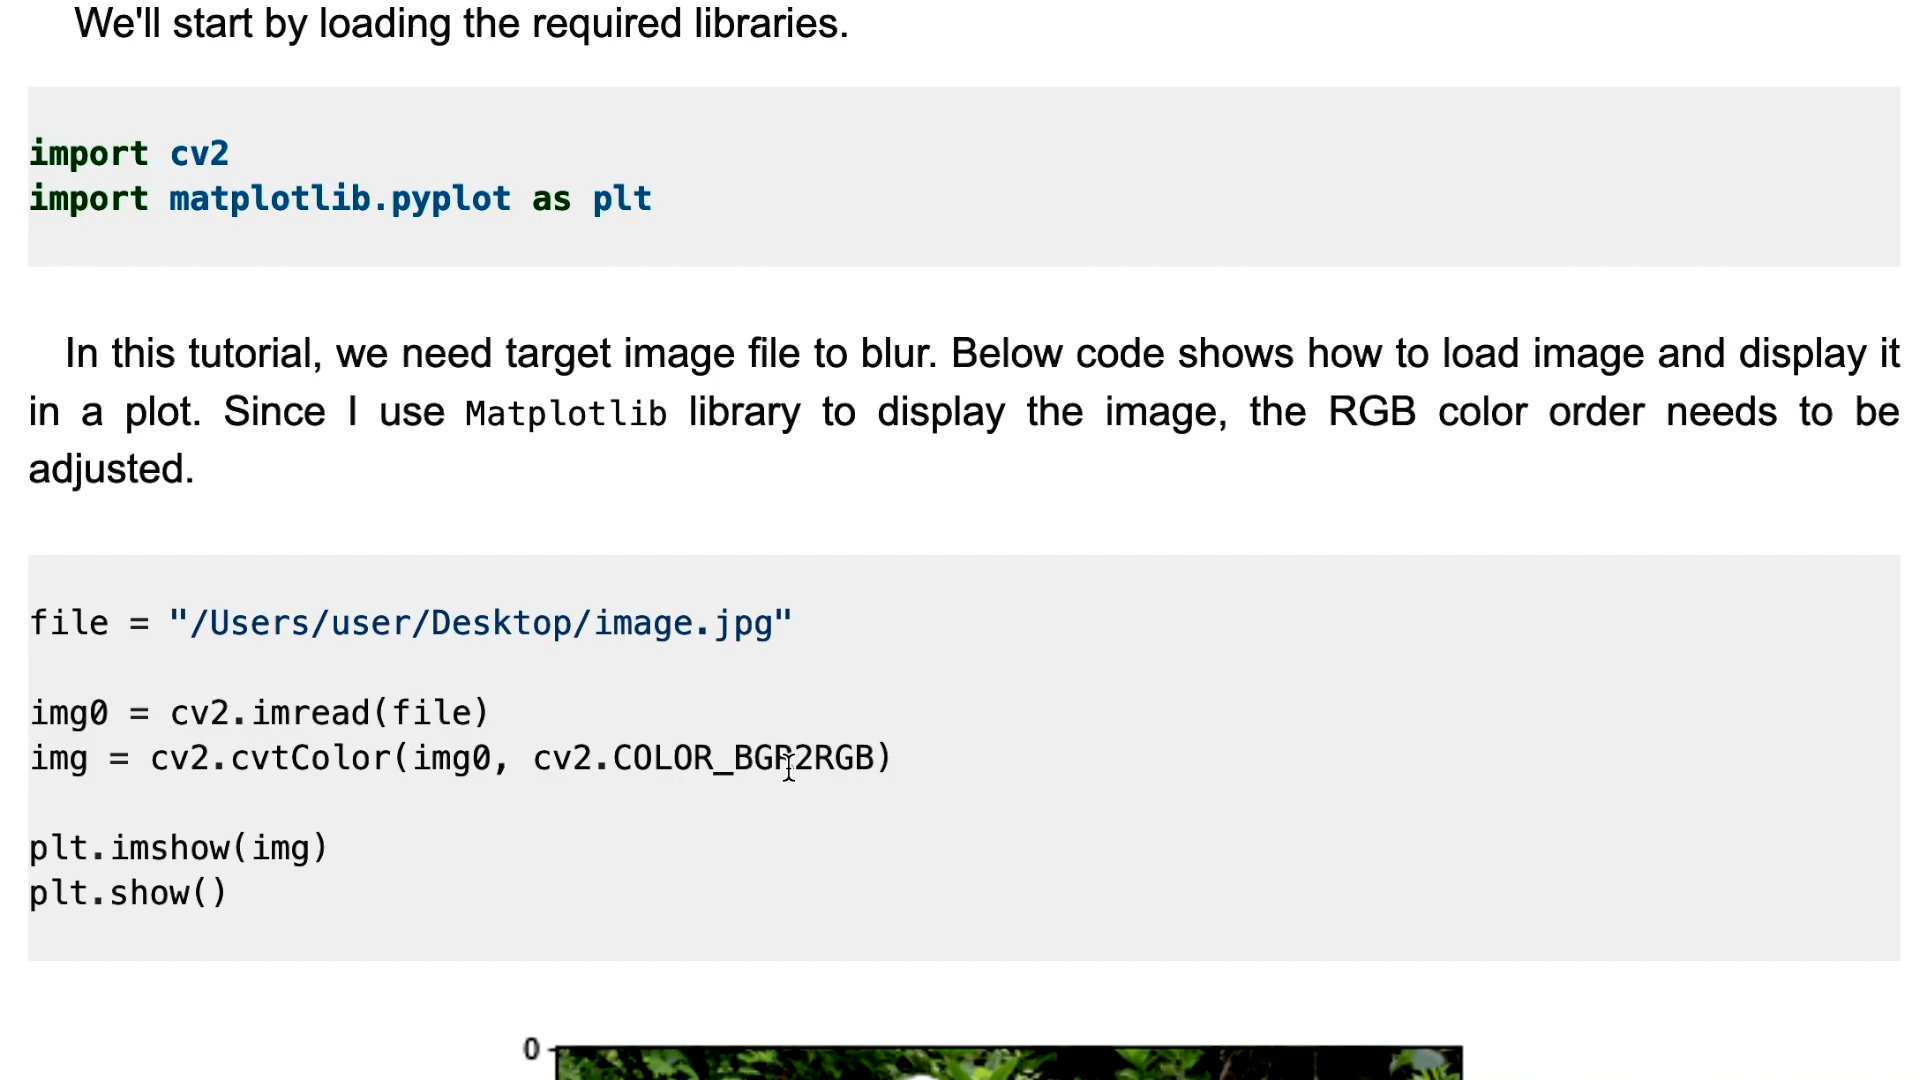 We'll start by loading the required libraries.
import cv2
import matplotlib.pyplot as plt
In this tutorial, we need target image file to blur. Below code shows how to load image and display it
in a plot. Since I use Matplotlib library to display the image, the RGB color order needs to be
adjusted.
file = "/Users/user/Desktop/image.jpg"
img0 = cv2.imread(file)
img = cv2.cvtColor(img0, cv2.COLOR_BGR2RGB)
plt.imshow(img)
plt.show()
0